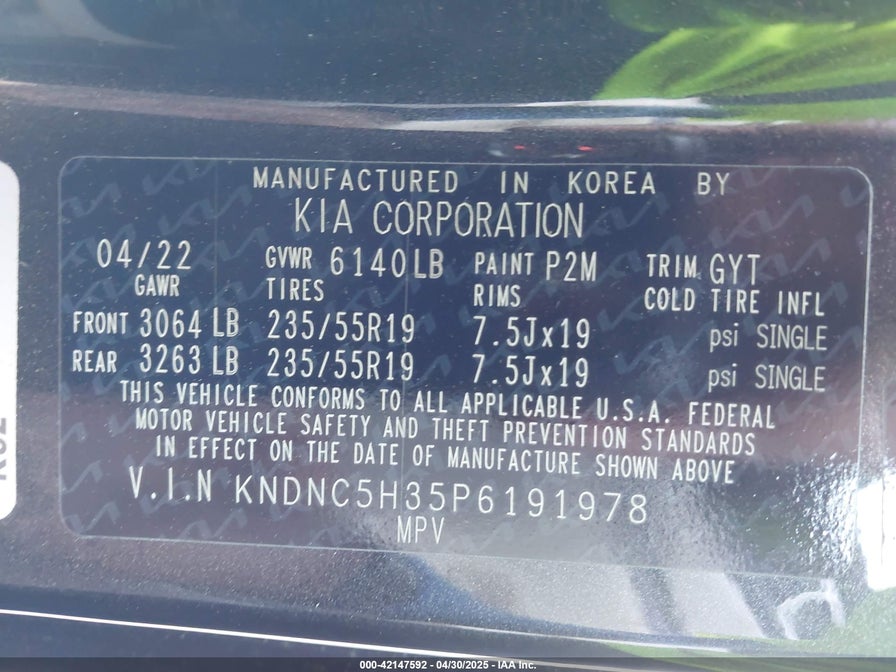 MANUFACTURED IN KOREA BY
KIA CORPORATION
04/22 GVWR 6140LB PAINT P2M TRIM GYT
GAWR TIRES RIMS COLD TIRE INFL
FRONT 3064 LB 235/55R19 7.5Jx19 psi SINGLE
REAR 3263 LB 235/55R19 7.5Jx19 psi SINGLE
THIS VEHICLE CONFORMS TO ALL APPLICABLE U.S.A. FEDERAL
MOTOR VEHICLE SAFETY AND THEFT PREVENTION STANDARDS
IN EFFECT ON THE DATE OF MANUFACTURE SHOWN ABOVE
V.I.N KNDNC5H35P6191978
MPV
000-42147592 - 04/30/2025 - IAA Inc.